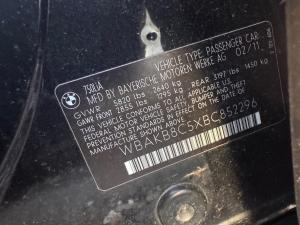 750LIA
MFD BY BAYERISCHE MOTOREN WERKE AG 02/11
VEHICLE TYPE PASSENGER CAR
GVWR 5820 lbs 2640 kg
GAWR FRONT 2855 lbs 1295 kg REAR 3197 lbs 1450 kg
THIS VEHICLE CONFORMS TO ALL APPLICABLE
FEDERAL MOTOR VEHICLE SAFETY, BUMPER AND THEFT
PREVENTION STANDARDS IN EFFECT ON THE DATE OF
MANUFACTURE SHOWN ABOVE
WBAKB8C5XBC852296